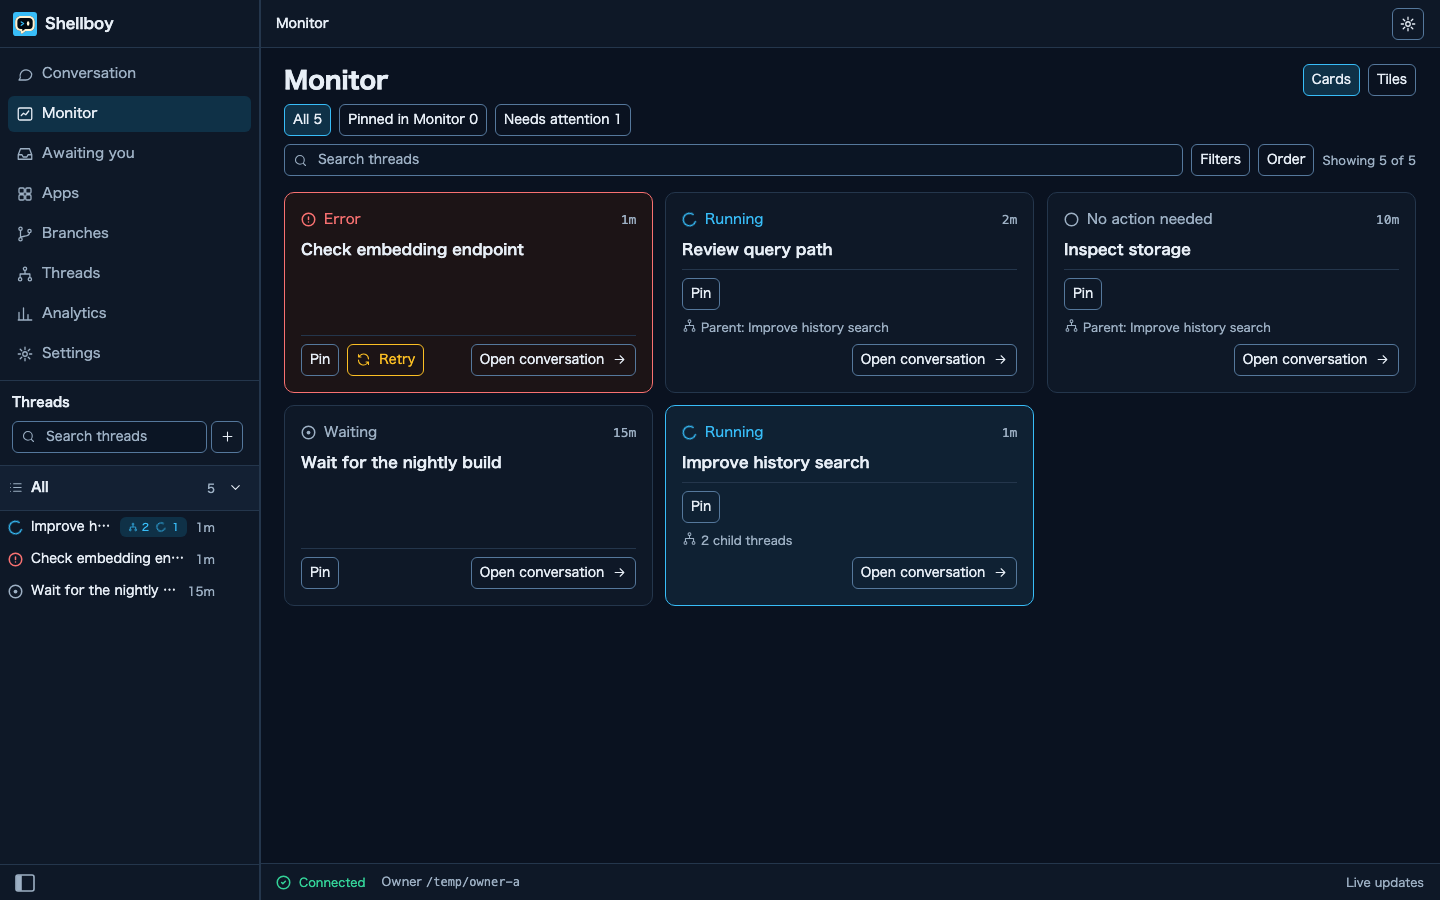 Shellboy
Conversation
Monitor
Awaiting you
Apps
Branches
Threads
Analytics
Settings
Threads
Search threads
All 5
Improve h··· 2 1 1m
Check embedding en··· 1m
Wait for the nightly ··· 15m
Monitor
Monitor
Cards Tiles
All 5 Pinned in Monitor 0 Needs attention 1
Search threads Filters Order Showing 5 of 5
Error 1m
Check embedding endpoint
Pin Retry Open conversation →
Running 2m
Review query path
Pin
Parent: Improve history search
Open conversation →
No action needed 10m
Inspect storage
Pin
Parent: Improve history search
Open conversation →
Waiting 15m
Wait for the nightly build
Pin Open conversation →
Running 1m
Improve history search
Pin
2 child threads
Open conversation →
Connected Owner /temp/owner-a Live updates